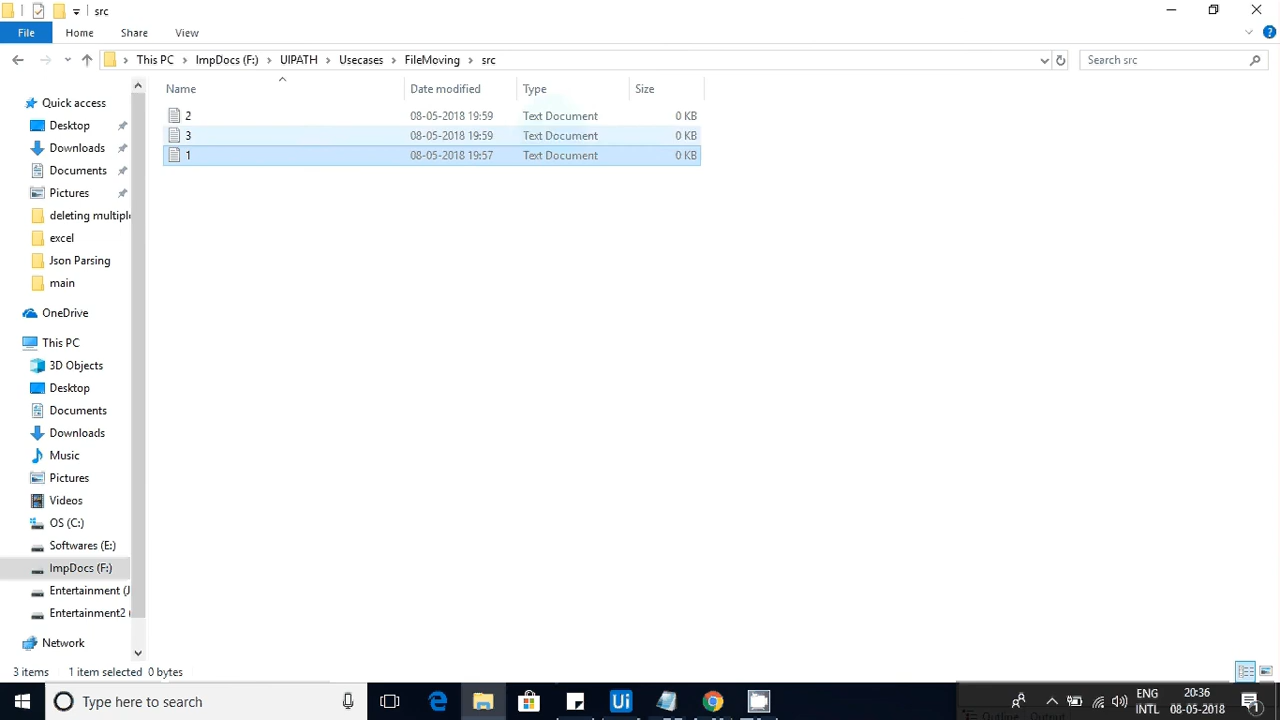 src
File Home Share View
This PC ImpDocs (F:) UIPATH Usecases FileMoving src Search src
Name Date modified Type Size
2 08-05-2018 19:59 Text Document 0 KB
3 08-05-2018 19:59 Text Document 0 KB
1 08-05-2018 19:57 Text Document 0 KB
Quick access
Desktop
Downloads
Documents
Pictures
deleting multiple
excel
Json Parsing
main
OneDrive
This PC
3D Objects
Desktop
Documents
Downloads
Music
Pictures
Videos
OS (C:)
Softwares (E:)
ImpDocs (F:)
Entertainment (J
Entertainment2 (
Network
3 items 1 item selected 0 bytes
Type here to search
Ui
ENG 20:36
INTL 08-05-2018
1
Outline Output